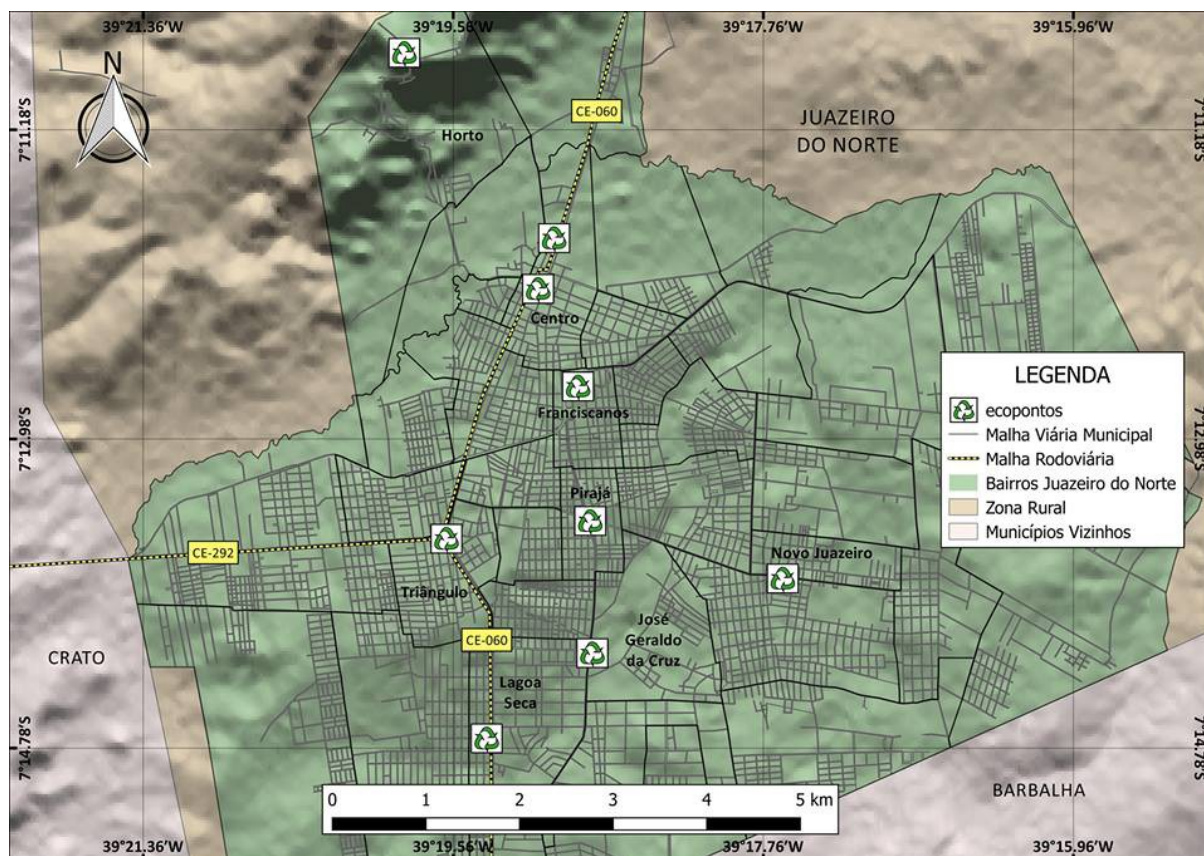 39°21.36'W
39°19.56'W
39°17.76'W
39°15.96'W
N
CE-060
7°11.18'S
Horto
JUAZEIRO
DO NORTE
7°11.18'S
Centro
LEGENDA
ecopontos
Malha Viária Municipal
Malha Rodoviária
Bairros Juazeiro do Norte
Zona Rural
Municípios Vizinhos
Franciscanos
7°12.98'S
7°12.98'S
Pirajá
CE-292
Novo Juazeiro
Triângulo
José
Geraldo
da Cruz
CE-060
CRATO
Lagoa
Seca
7°14.78'S
7°14.78'S
BARBALHA
0 1 2 3 4 5 km
39°21.36'W
39°19.56'W
39°17.76'W
39°15.96'W